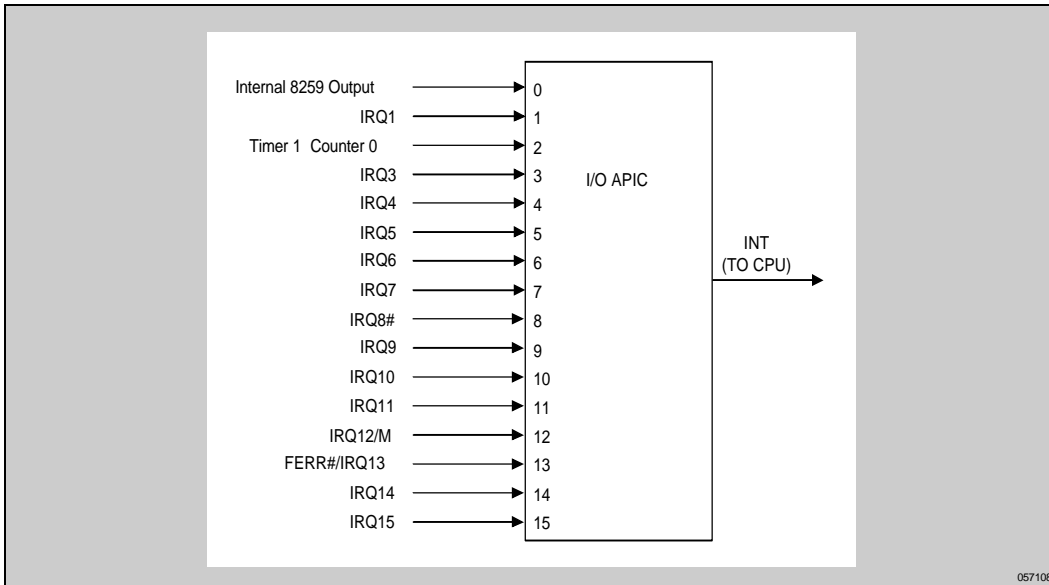 Internal 8259 Output 0
IRQ1 1
Timer 1 Counter 0 2
IRQ3 3
I/O APIC
IRQ4 4
IRQ5 5
INT
IRQ6 6
(TO CPU)
IRQ7 7
IRQ8# 8
IRQ9 9
IRQ10 10
IRQ11 11
IRQ12/M 12
FERR#/IRQ13 13
IRQ14 14
IRQ15 15